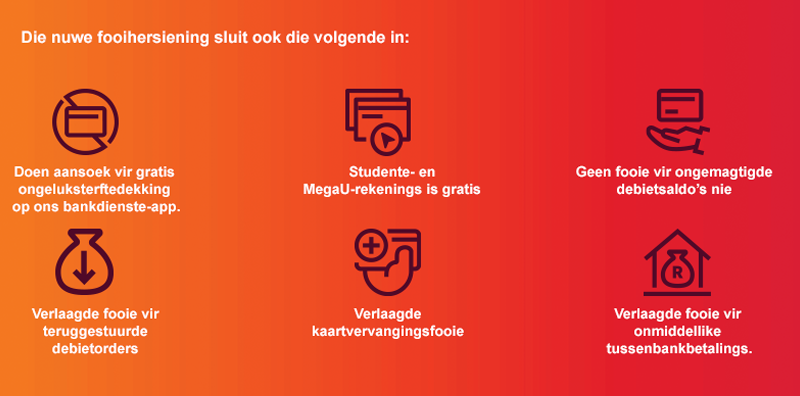 Die nuwe fooihersiening sluit ook die volgende in:
Doen aansoek vir gratis
ongeluksterftedekking
op ons bankdienste-app.
Studente- en
MegaU-rekenings is gratis
Geen fooie vir ongemagtigde
debietsaldo’s nie
Verlaagde fooie vir
teruggestuurde
debietorders
Verlaagde
kaartvervangingsfooie
R
Verlaagde fooie vir
onmiddellike
tussenbankbetalings.